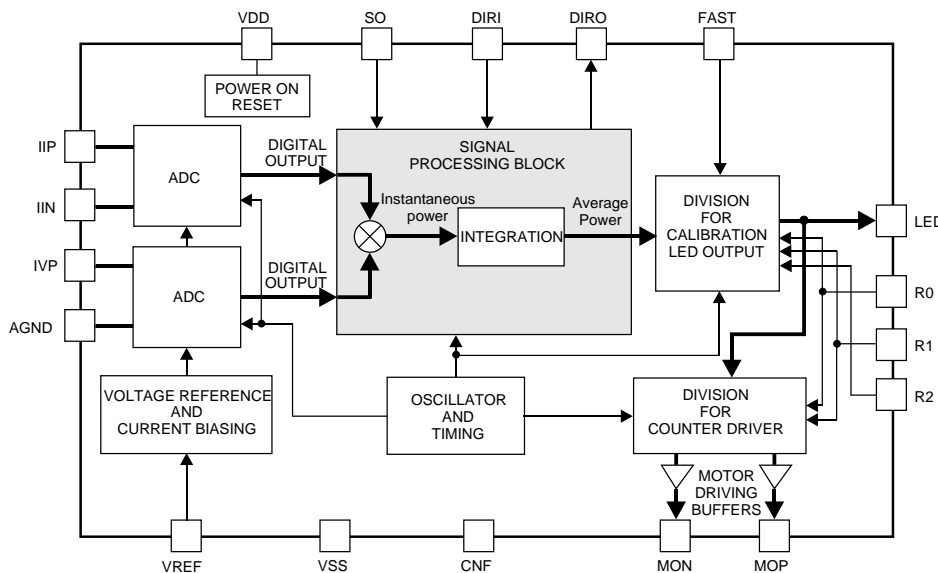 VDD
SO
DIRI
DIRO
FAST
POWER ON
RESET
IIP
IIN
IVP
AGND
ADC
ADC
DIGITAL
OUTPUT
DIGITAL
OUTPUT
SIGNAL
PROCESSING BLOCK
Instantaneous
power
INTEGRATION
Average
Power
DIVISION
FOR
CALIBRATION
LED OUTPUT
LED
R0
R1
R2
VOLTAGE REFERENCE
AND
CURRENT BIASING
OSCILLATOR
AND
TIMING
DIVISION
FOR
COUNTER DRIVER
MOTOR
DRIVING
BUFFERS
VREF
VSS
CNF
MON
MOP